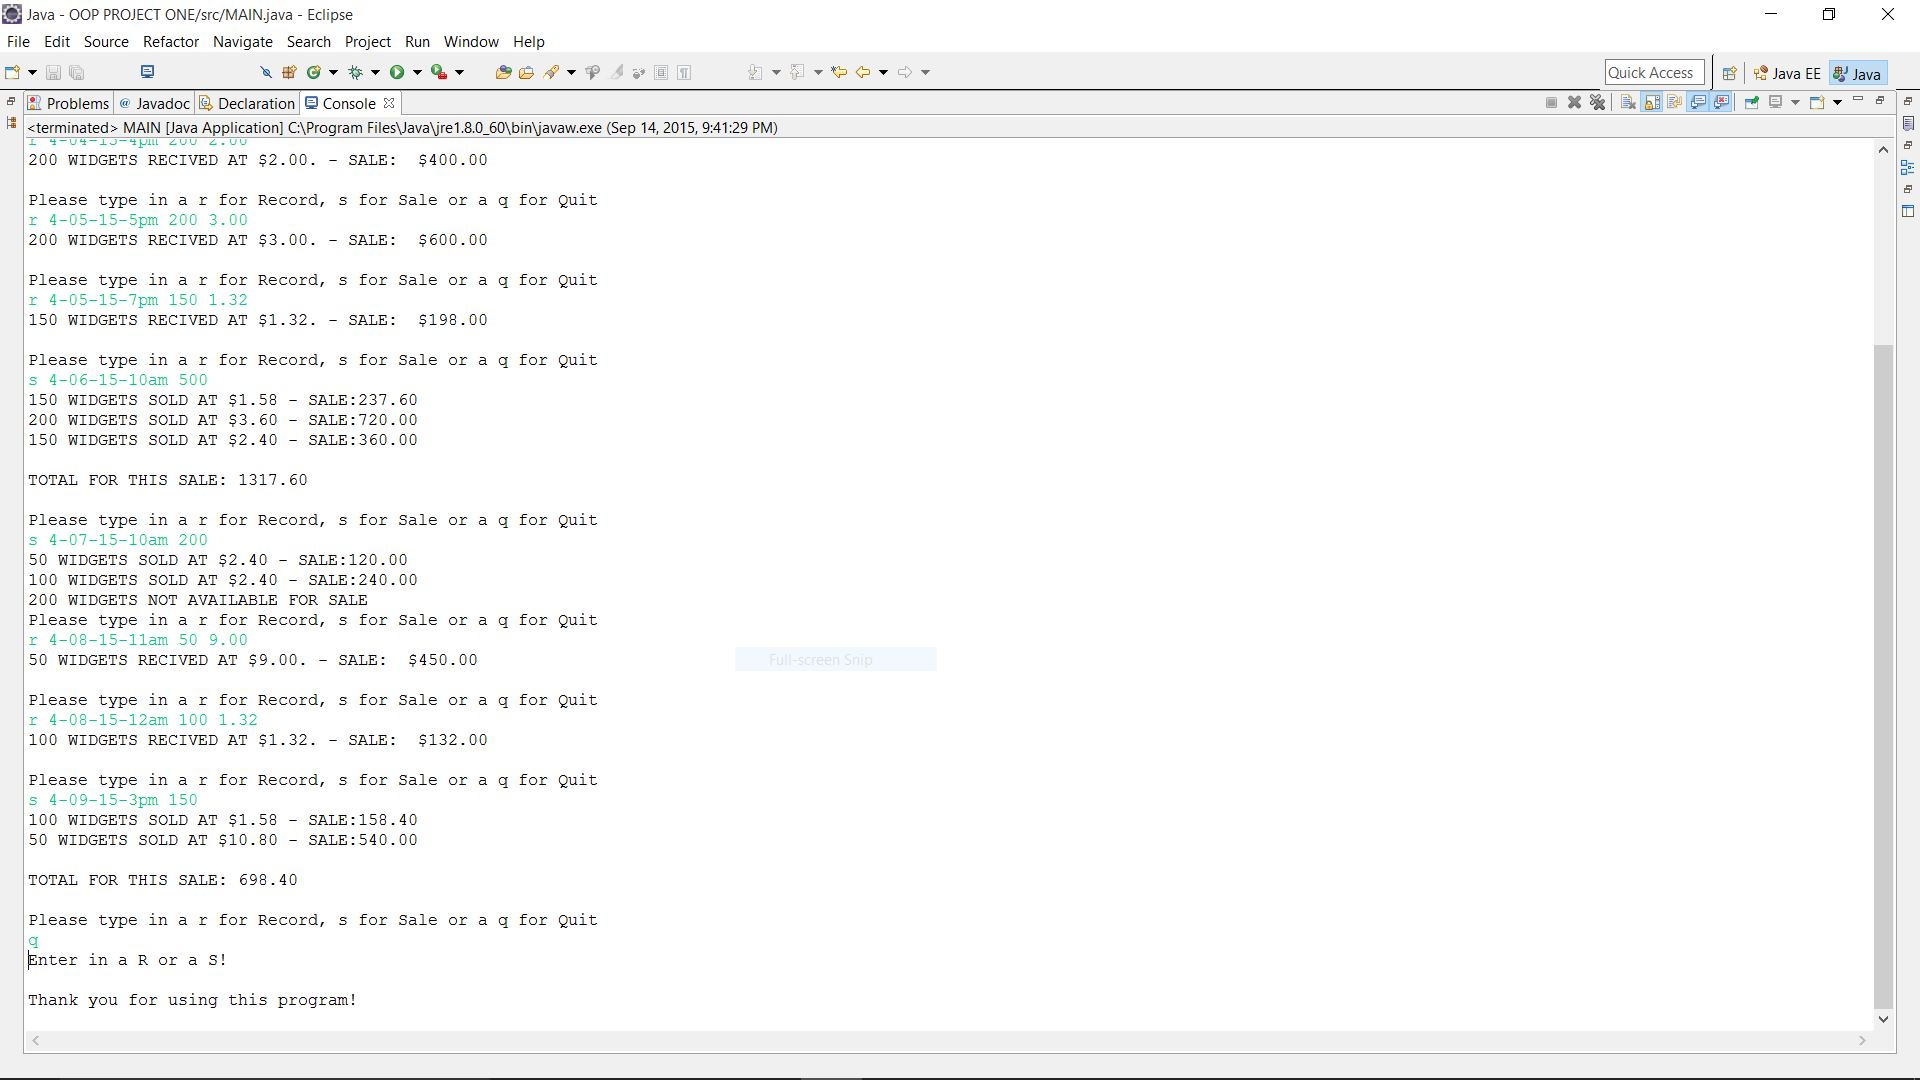 Java - OOP PROJECT ONE/src/MAIN.java - Eclipse
File Edit Source Refactor Navigate Search Project Run Window Help
Quick Access Java EE Java
Problems @ Javadoc Declaration Console
<terminated> MAIN [Java Application] C:\Program Files\Java\jre1.8.0_60\bin\javaw.exe (Sep 14, 2015, 9:41:29 PM)
r 4-04-15-4pm 200 2.00
200 WIDGETS RECIVED AT $2.00. - SALE:  $400.00
Please type in a r for Record, s for Sale or a q for Quit
r 4-05-15-5pm 200 3.00
200 WIDGETS RECIVED AT $3.00. - SALE:  $600.00
Please type in a r for Record, s for Sale or a q for Quit
r 4-05-15-7pm 150 1.32
150 WIDGETS RECIVED AT $1.32. - SALE:  $198.00
Please type in a r for Record, s for Sale or a q for Quit
s 4-06-15-10am 500
150 WIDGETS SOLD AT $1.58 - SALE:237.60
200 WIDGETS SOLD AT $3.60 - SALE:720.00
150 WIDGETS SOLD AT $2.40 - SALE:360.00
TOTAL FOR THIS SALE: 1317.60
Please type in a r for Record, s for Sale or a q for Quit
s 4-07-15-10am 200
50 WIDGETS SOLD AT $2.40 - SALE:120.00
100 WIDGETS SOLD AT $2.40 - SALE:240.00
200 WIDGETS NOT AVAILABLE FOR SALE
Please type in a r for Record, s for Sale or a q for Quit
r 4-08-15-11am 50 9.00
50 WIDGETS RECIVED AT $9.00. - SALE:  $450.00
Full-screen Snip
Please type in a r for Record, s for Sale or a q for Quit
r 4-08-15-12am 100 1.32
100 WIDGETS RECIVED AT $1.32. - SALE:  $132.00
Please type in a r for Record, s for Sale or a q for Quit
s 4-09-15-3pm 150
100 WIDGETS SOLD AT $1.58 - SALE:158.40
50 WIDGETS SOLD AT $10.80 - SALE:540.00
TOTAL FOR THIS SALE: 698.40
Please type in a r for Record, s for Sale or a q for Quit
q
Enter in a R or a S!
Thank you for using this program!